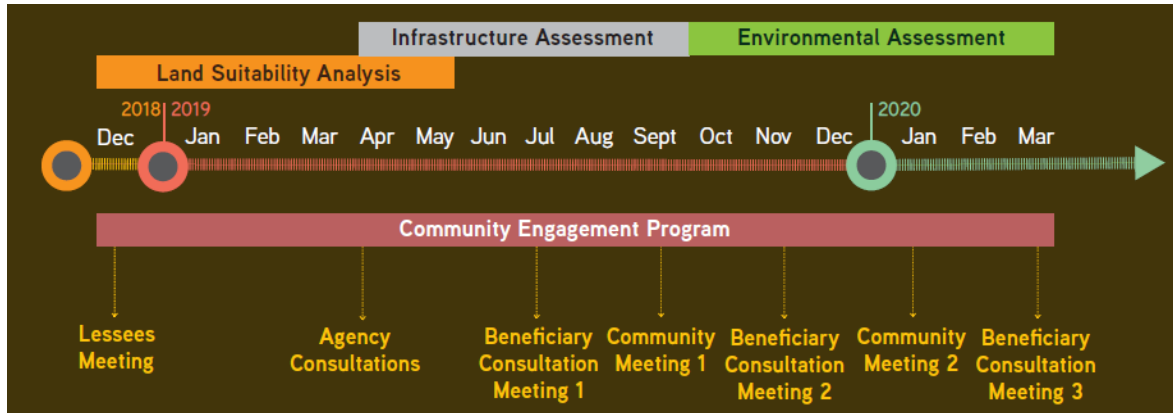 Infrastructure Assessment
Environmental Assessment
Land Suitability Analysis
2018 2019
2020
Dec Jan Feb Mar Apr May Jun Jul Aug Sept Oct Nov Dec Jan Feb Mar
Community Engagement Program
Lessees
Meeting
Agency
Consultations
Beneficiary
Consultation
Meeting 1
Community
Meeting 1
Beneficiary
Consultation
Meeting 2
Community
Meeting 2
Beneficiary
Consultation
Meeting 3